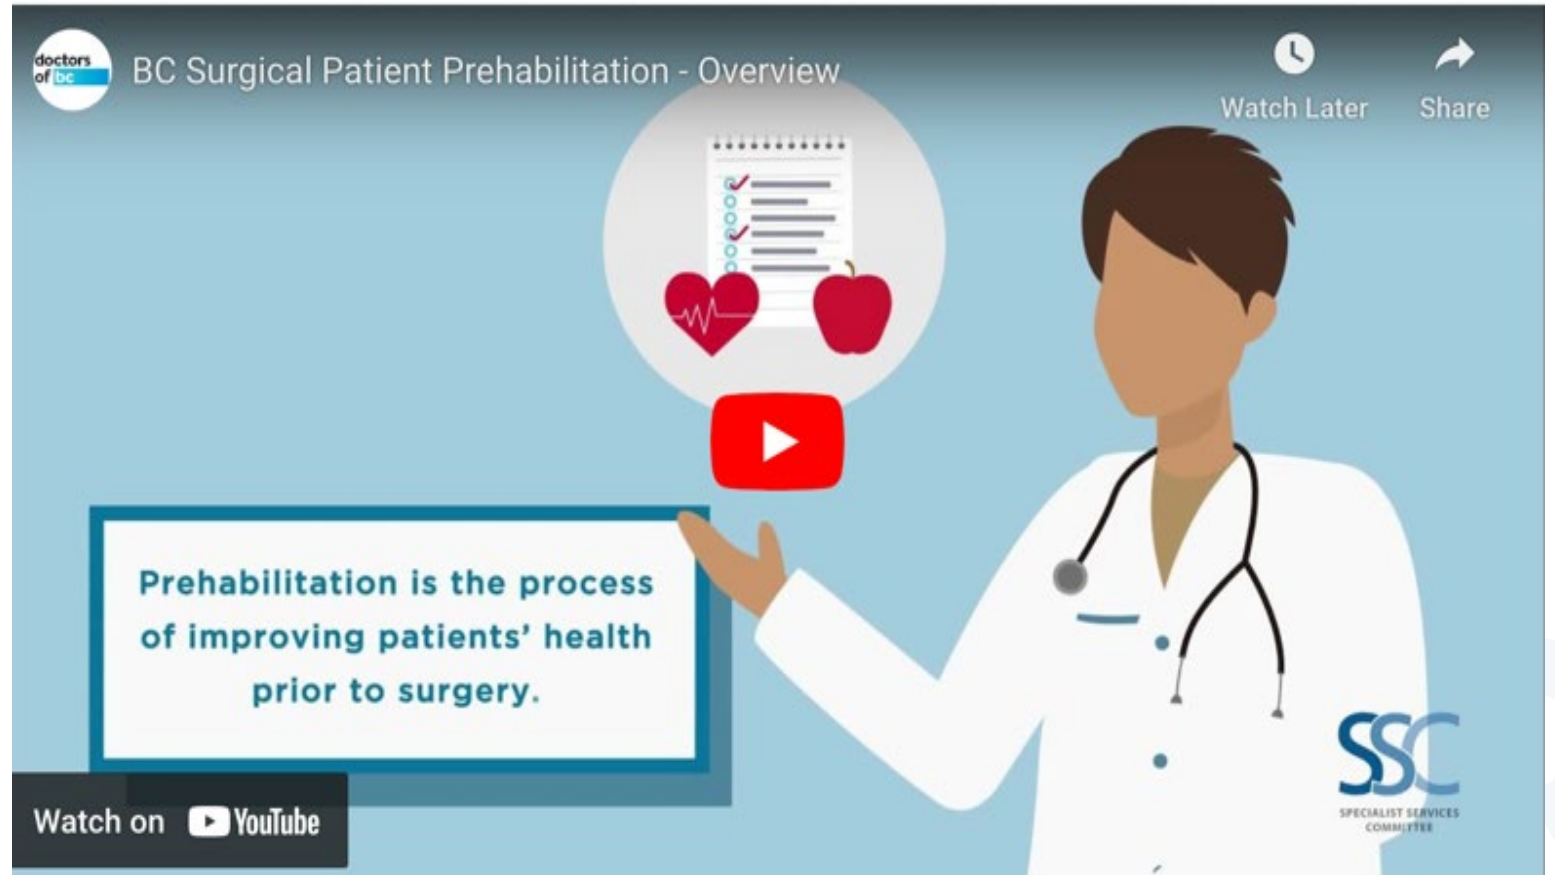 doctors
of bc
BC Surgical Patient Prehabilitation - Overview
Watch Later
Share
Prehabilitation is the process
of improving patients' health
prior to surgery.
SSC
SPECIALIST SERVICES
COMMITTEE
Watch on YouTube